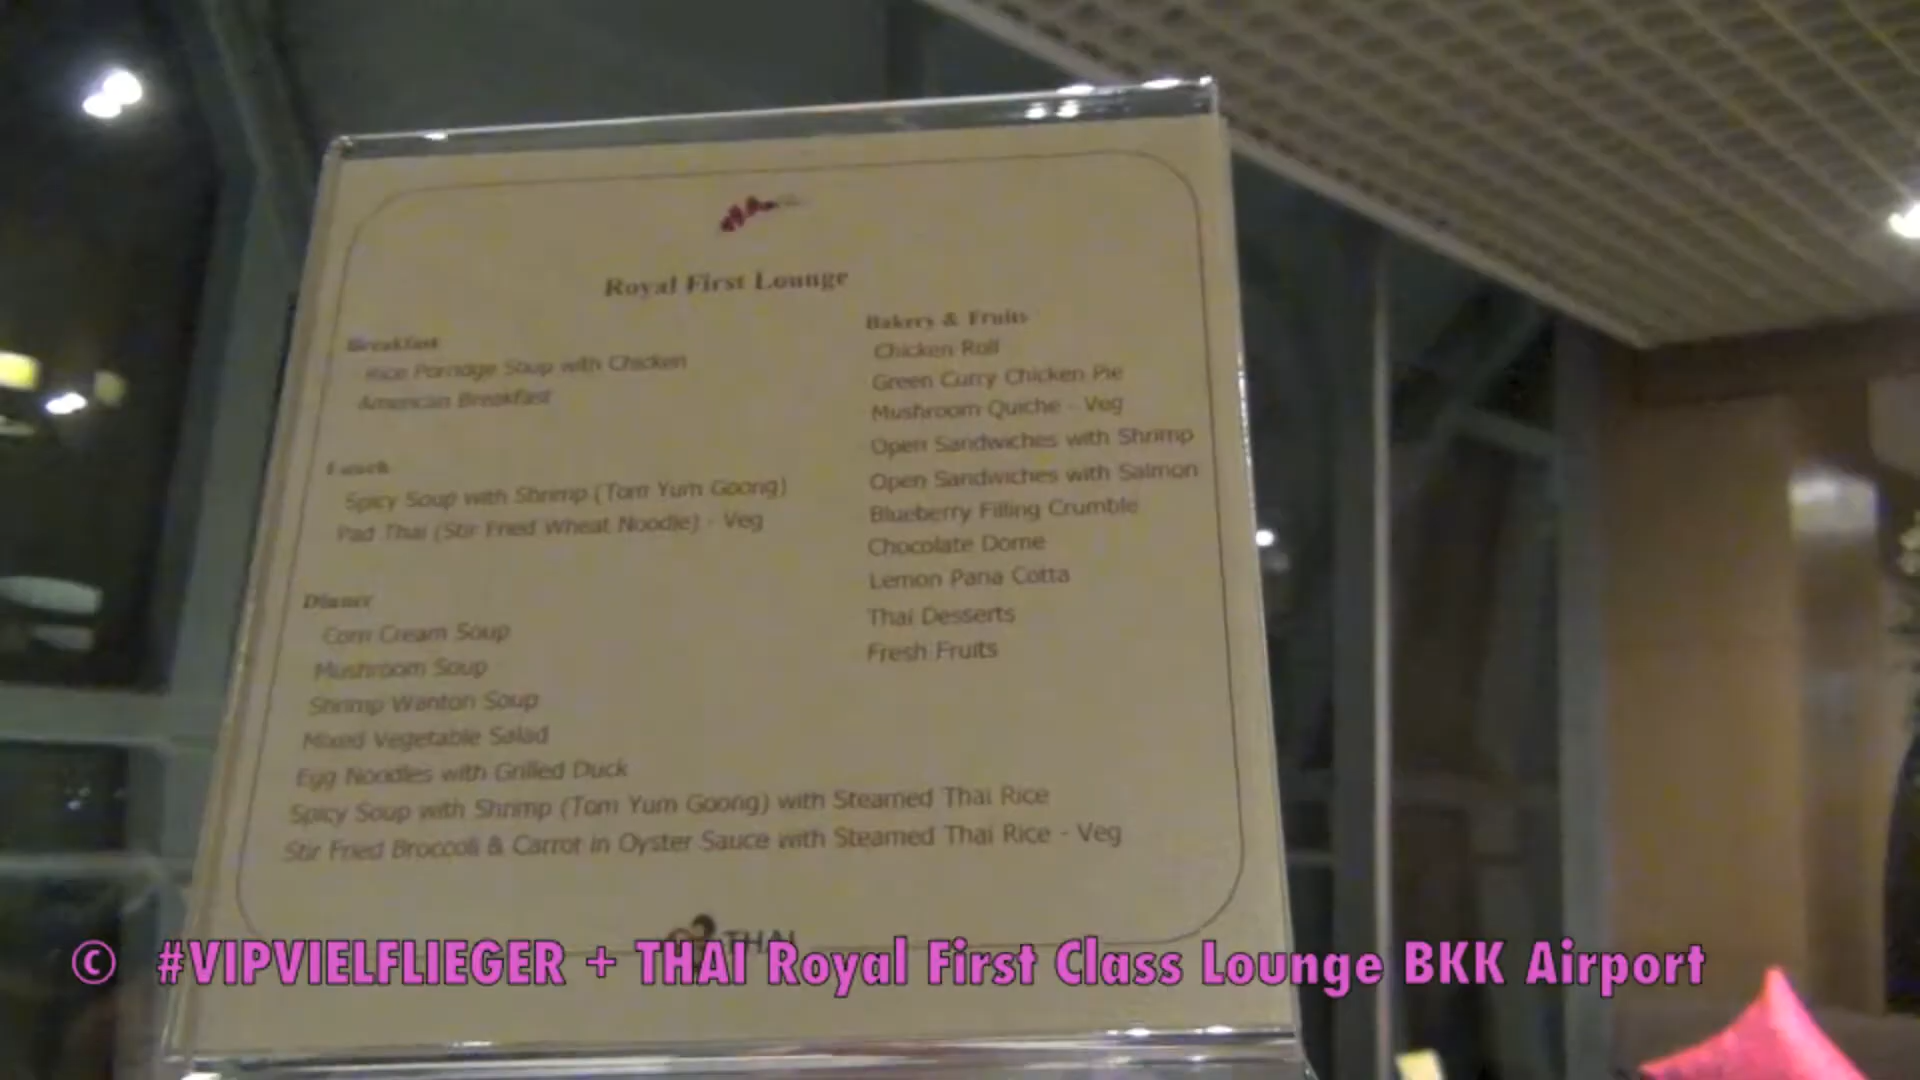 Royal First Lounge
Breakfast
Rice Porridge Soup with Chicken
American Breakfast
Lunch
Spicy Soup with Shrimp (Tom Yum Goong)
Pad Thai (Stir Fried Wheat Noodle) - Veg
Dinner
Corn Cream Soup
Mushroom Soup
Shrimp Wanton Soup
Mixed Vegetable Salad
Egg Noodles with Grilled Duck
Spicy Soup with Shrimp (Tom Yum Goong) with Steamed Thai Rice
Stir Fried Broccoli & Carrot in Oyster Sauce with Steamed Thai Rice - Veg
Bakery & Fruits
Chicken Roll
Green Curry Chicken Pie
Mushroom Quiche - Veg
Open Sandwiches with Shrimp
Open Sandwiches with Salmon
Blueberry Filling Crumble
Chocolate Dome
Lemon Pana Cotta
Thai Desserts
Fresh Fruits
THAI
© #VIPVIELFLIEGER + THAI Royal First Class Lounge BKK Airport